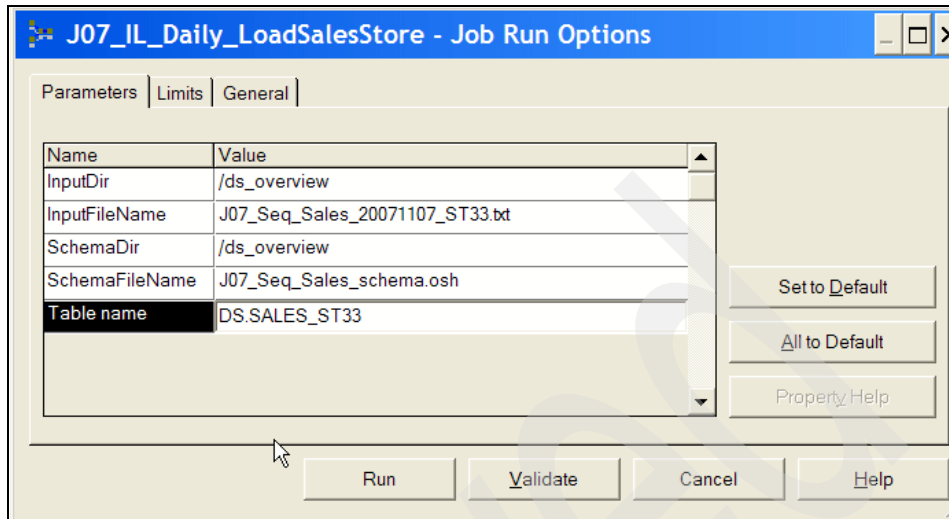 J07_IL_Daily_LoadSalesStore - Job Run Options
Parameters Limits General
Name Value
InputDir /ds_overview
InputFileName J07_Seq_Sales_20071107_ST33.txt
SchemaDir /ds_overview
SchemaFileName J07_Seq_Sales_schema.osh
Table name DS.SALES_ST33
Set to Default
All to Default
Property Help
Run Validate Cancel Help